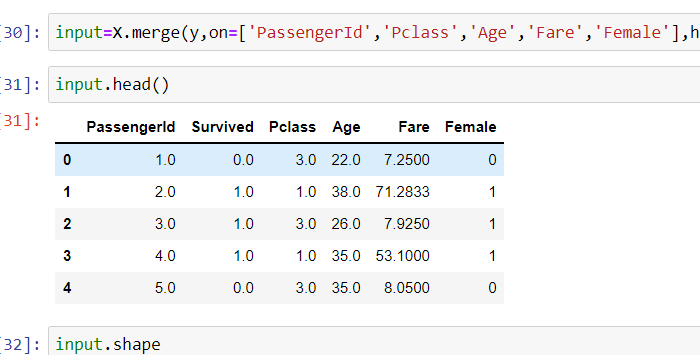 [30]: input=X.merge(y,on=['PassengerId','Pclass','Age','Fare','Female'],h
[31]: input.head()
[31]:
PassengerId Survived Pclass Age Fare Female
0 1.0 0.0 3.0 22.0 7.2500 0
1 2.0 1.0 1.0 38.0 71.2833 1
2 3.0 1.0 3.0 26.0 7.9250 1
3 4.0 1.0 1.0 35.0 53.1000 1
4 5.0 0.0 3.0 35.0 8.0500 0
[32]: input.shape